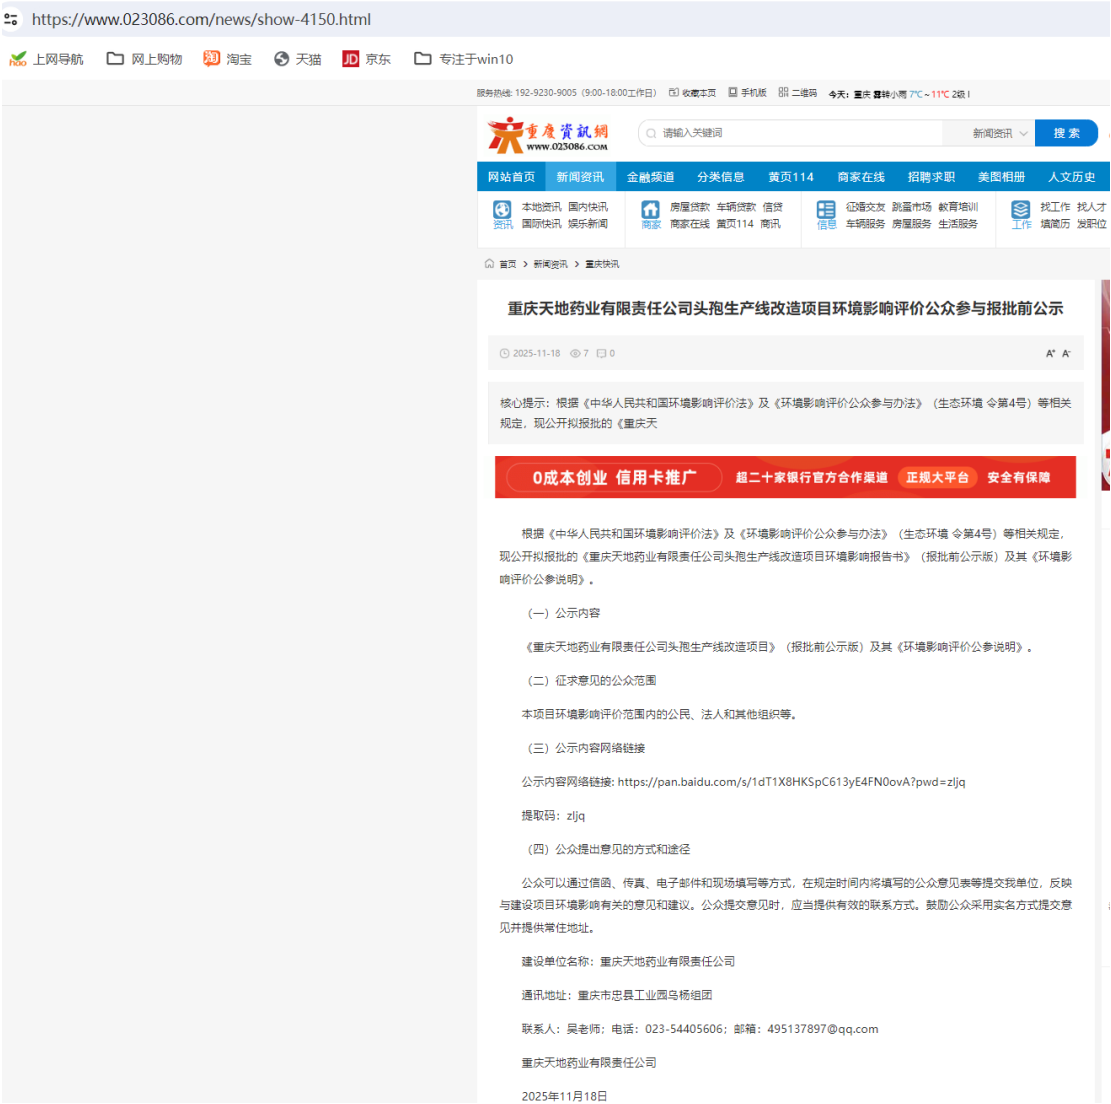 https://www.023086.com/news/show-4150.html
上网导航 网上购物 淘宝 天猫 JD 京东 专注于win10
服务热线: 192-9230-9005（9:00-18:00工作日） 收藏本页 手机版 二维码 今天：重庆 霾转小雨 7℃~11℃ 2级 l
重庆资讯网
www.023086.com
请输入关键词 新闻资讯 搜 索
网站首页 新闻资讯 金融频道 分类信息 黄页114 商家在线 招聘求职 美图相册 人文历史
本地资讯 国内快讯 房屋贷款 车辆贷款 信贷 征婚交友 跳蚤市场 教育培训 找工作 找人才
资讯 国际快讯 娱乐新闻 商家 商家在线 黄页114 商讯 信息 车辆服务 房屋服务 生活服务 工作 填简历 发职位
首页 > 新闻资讯 > 重庆快讯
重庆天地药业有限责任公司头孢生产线改造项目环境影响评价公众参与报批前公示
2025-11-18 7 0 A+ A-
核心提示：根据《中华人民共和国环境影响评价法》及《环境影响评价公众参与办法》（生态环境 令第4号）等相关
规定，现公开拟报批的《重庆天
0成本创业 信用卡推广 超二十家银行官方合作渠道 正规大平台 安全有保障
根据《中华人民共和国环境影响评价法》及《环境影响评价公众参与办法》（生态环境 令第4号）等相关规定，
现公开拟报批的《重庆天地药业有限责任公司头孢生产线改造项目环境影响报告书》（报批前公示版）及其《环境影
响评价公参说明》。
（一）公示内容
《重庆天地药业有限责任公司头孢生产线改造项目》（报批前公示版）及其《环境影响评价公参说明》。
（二）征求意见的公众范围
本项目环境影响评价范围内的公民、法人和其他组织等。
（三）公示内容网络链接
公示内容网络链接: https://pan.baidu.com/s/1dT1X8HKSpC613yE4FN0ovA?pwd=zljq
提取码：zljq
（四）公众提出意见的方式和途径
公众可以通过信函、传真、电子邮件和现场填写等方式，在规定时间内将填写的公众意见表等提交我单位，反映
与建设项目环境影响有关的意见和建议。公众提交意见时，应当提供有效的联系方式。鼓励公众采用实名方式提交意
见并提供常住地址。
建设单位名称：重庆天地药业有限责任公司
通讯地址：重庆市忠县工业园乌杨组团
联系人：吴老师；电话：023-54405606；邮箱：495137897@qq.com
重庆天地药业有限责任公司
2025年11月18日